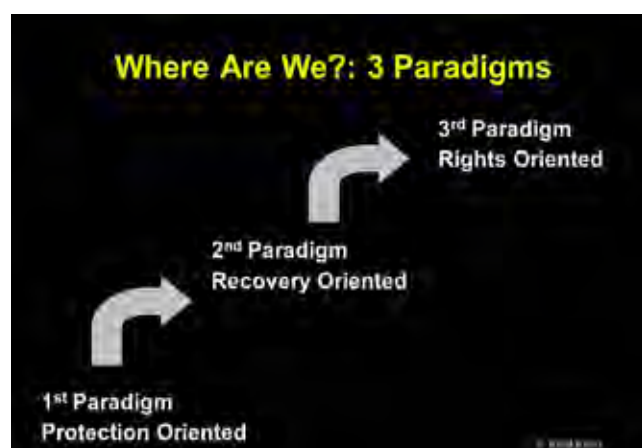 Where Are We?: 3 Paradigms
3rd Paradigm
Rights Oriented
2nd Paradigm
Recovery Oriented
1st Paradigm
Protection Oriented